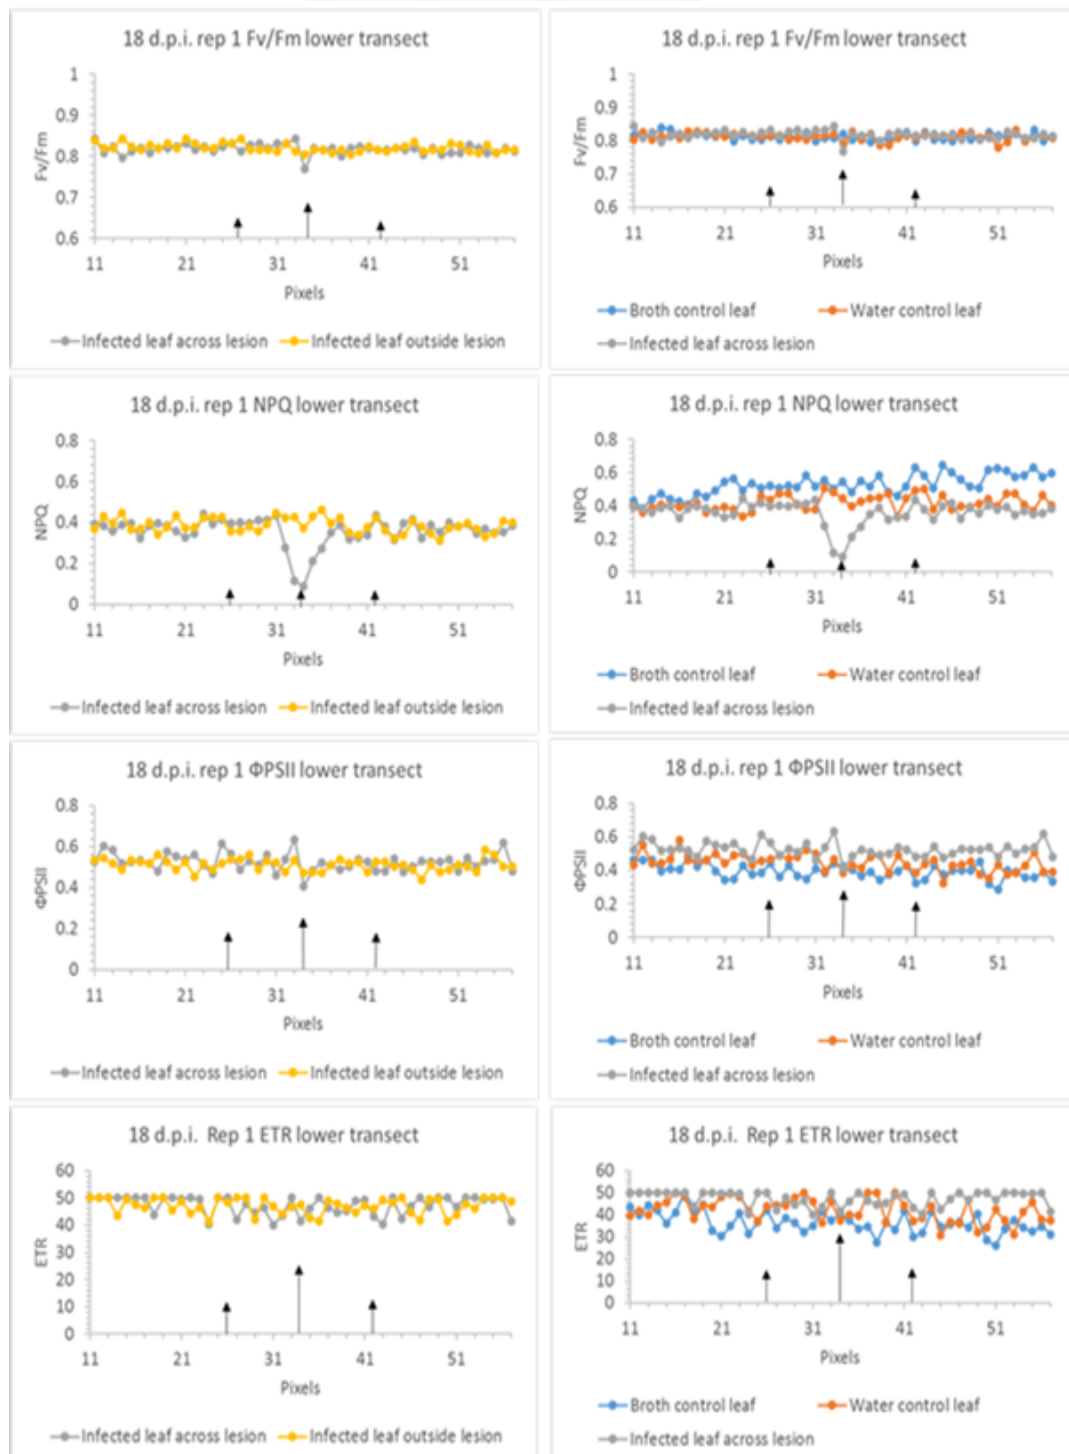 18 d.p.i. rep 1 Fv/Fm lower transect
1
0.9
0.8
0.7
0.6
Fv/Fm
11 21 31 41 51
Pixels
Infected leaf across lesion Infected leaf outside lesion
18 d.p.i. rep 1 Fv/Fm lower transect
1
0.9
0.8
0.7
0.6
Fv/Fm
11 21 31 41 51
Pixels
Broth control leaf Water control leaf
Infected leaf across lesion
18 d.p.i. rep 1 NPQ lower transect
0.8
0.6
0.4
0.2
0
NPQ
11 21 31 41 51
Pixels
Infected leaf across lesion Infected leaf outside lesion
18 d.p.i. rep 1 NPQ lower transect
0.8
0.6
0.4
0.2
0
NPQ
11 21 31 41 51
Pixels
Broth control leaf Water control leaf
Infected leaf across lesion
18 d.p.i. rep 1 ΦPSII lower transect
0.8
0.6
0.4
0.2
0
ΦPSII
11 21 31 41 51
Pixels
Infected leaf across lesion Infected leaf outside lesion
18 d.p.i. rep 1 ΦPSII lower transect
0.8
0.6
0.4
0.2
0
ΦPSII
11 21 31 41 51
Pixels
Broth control leaf Water control leaf
Infected leaf across lesion
18 d.p.i. Rep 1 ETR lower transect
60
50
40
30
20
10
0
ETR
11 21 31 41 51
Pixels
Infected leaf across lesion Infected leaf outside lesion
18 d.p.i. Rep 1 ETR lower transect
60
50
40
30
20
10
0
ETR
11 21 31 41 51
Pixels
Broth control leaf Water control leaf
Infected leaf across lesion